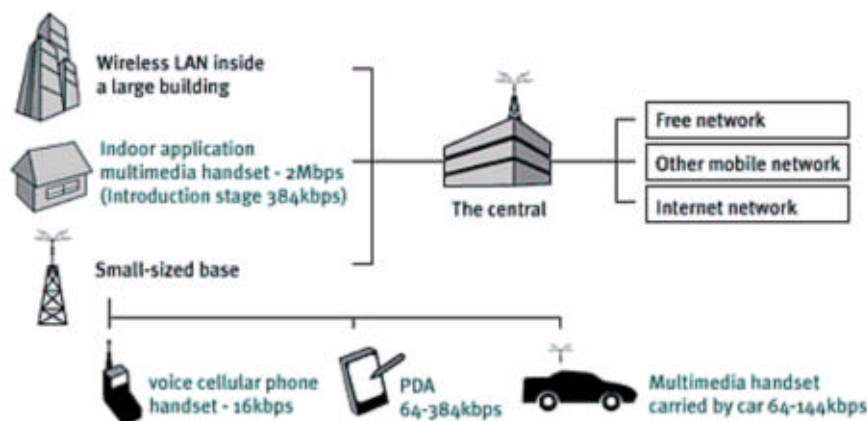 Wireless LAN inside
a large building
Indoor application
multimedia handset - 2Mbps
(Introduction stage 384kbps)
Small-sized base
The central
Free network
Other mobile network
Internet network
voice cellular phone
handset - 16kbps
PDA
64-384kbps
Multimedia handset
carried by car 64-144kbps